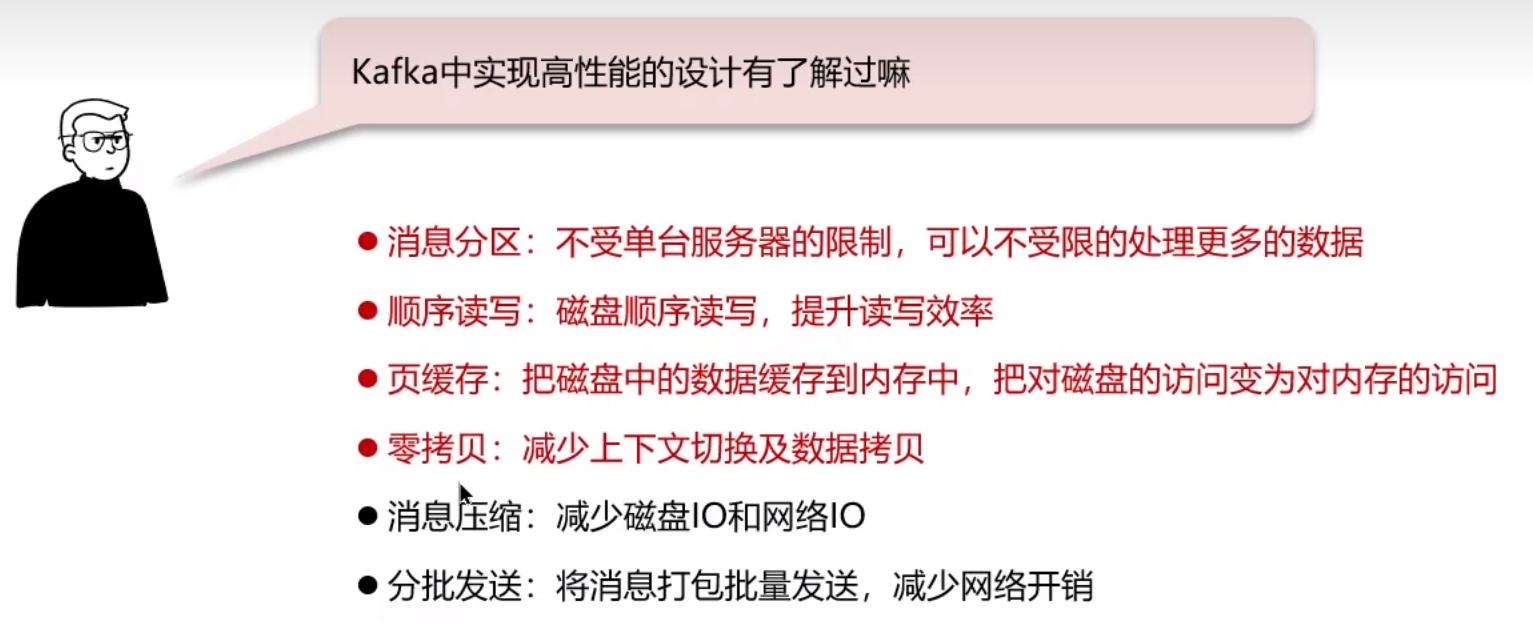 Kafka中实现高性能的设计有了解过嘛
● 消息分区：不受单台服务器的限制，可以不受限的处理更多的数据
● 顺序读写：磁盘顺序读写，提升读写效率
● 页缓存：把磁盘中的数据缓存到内存中，把对磁盘的访问变为对内存的访问
● 零拷贝：减少上下文切换及数据拷贝
● 消息压缩：减少磁盘IO和网络IO
● 分批发送：将消息打包批量发送，减少网络开销